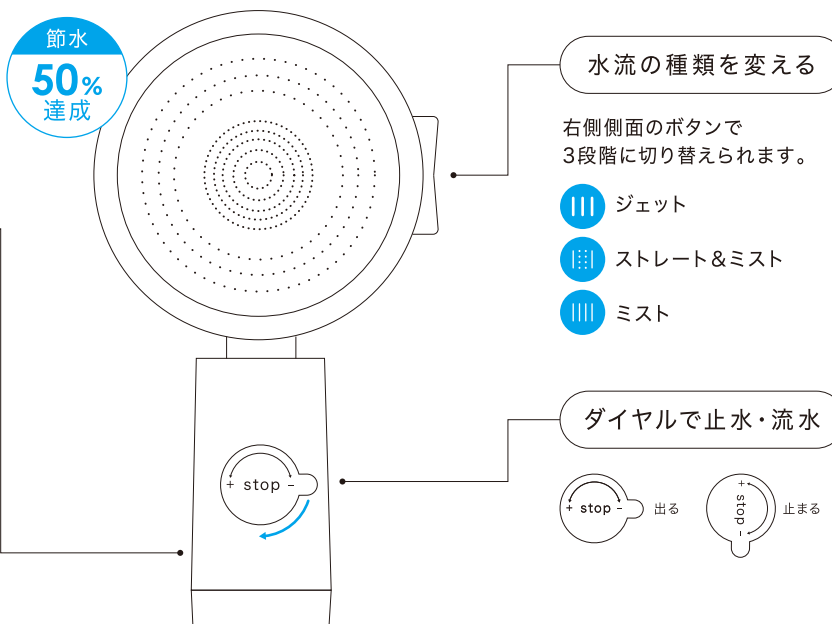 節水
50%
達成
水流の種類を変える
右側側面のボタンで
3段階に切り替えられます。
ジェット
ストレート&ミスト
ミスト
+ stop -
ダイヤルで止水・流水
+ stop -
出る
+ stop -
止まる